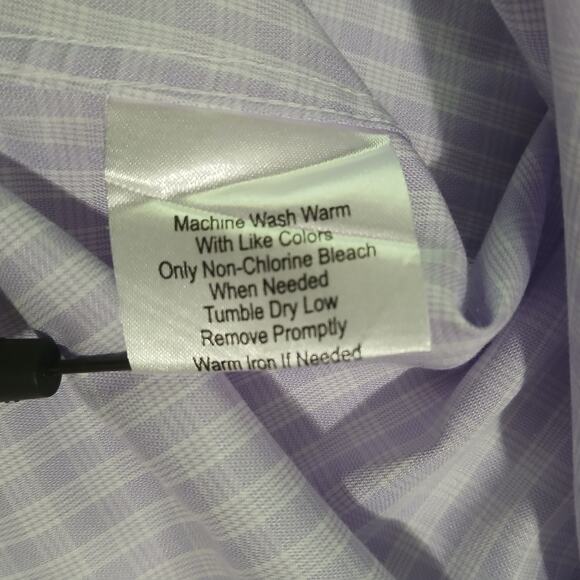 Machine Wash Warm
With Like Colors
Only Non-Chlorine Bleach
When Needed
Tumble Dry Low
Remove Promptly
Warm Iron If Needed